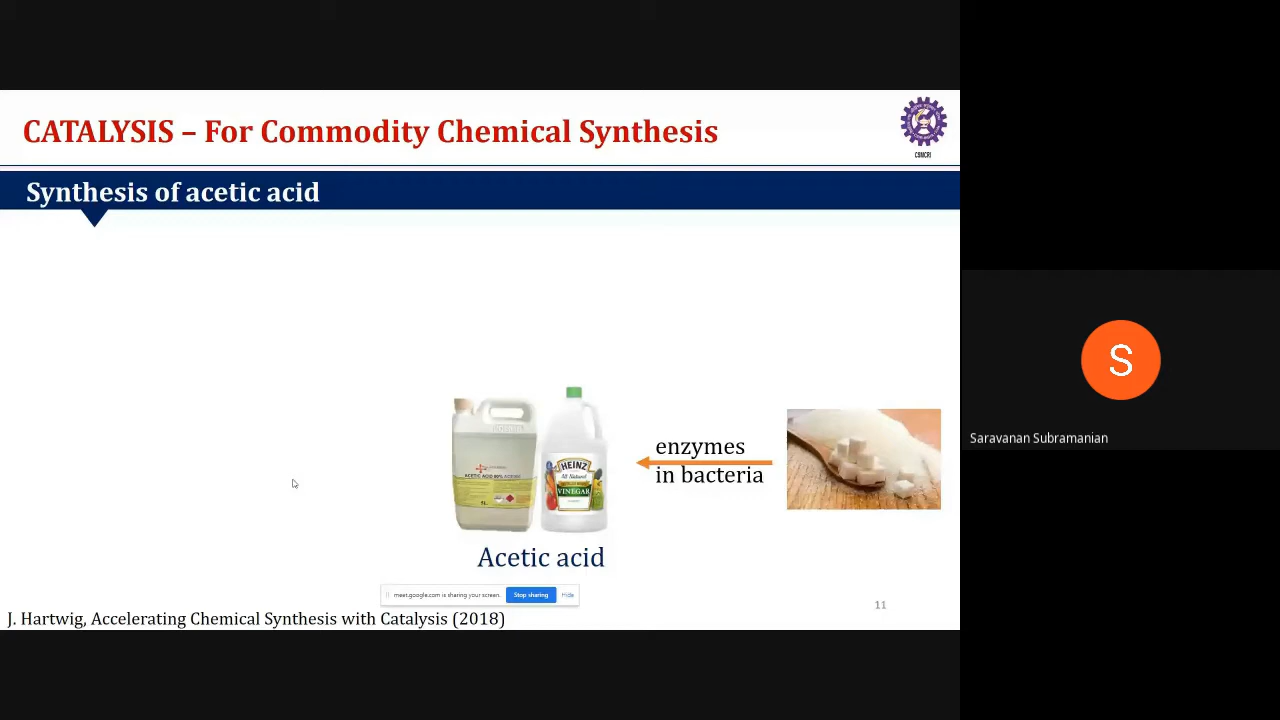 CATALYSIS – For Commodity Chemical Synthesis
CSMCRI
Synthesis of acetic acid
enzymes
in bacteria
HEINZ
All Natural
VINEGAR
Acetic acid
meet.google.com is sharing your screen.
Stop sharing
Hide
11
J. Hartwig, Accelerating Chemical Synthesis with Catalysis (2018)
S
Saravanan Subramanian